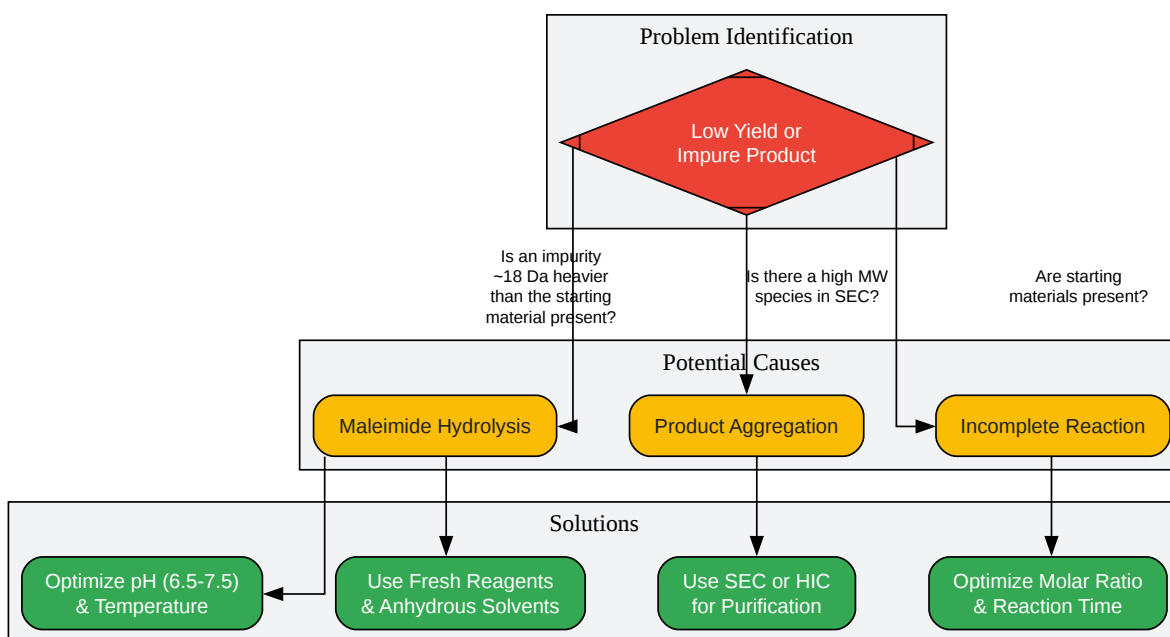 Problem Identification
Low Yield or
Impure Product
Is an impurity
~18 Da heavier
than the starting
material present?
Is there a high MW
species in SEC?
Are starting
materials present?
Potential Causes
Maleimide Hydrolysis
Product Aggregation
Incomplete Reaction
Solutions
Optimize pH (6.5-7.5)
& Temperature
Use Fresh Reagents
& Anhydrous Solvents
Use SEC or HIC
for Purification
Optimize Molar Ratio
& Reaction Time